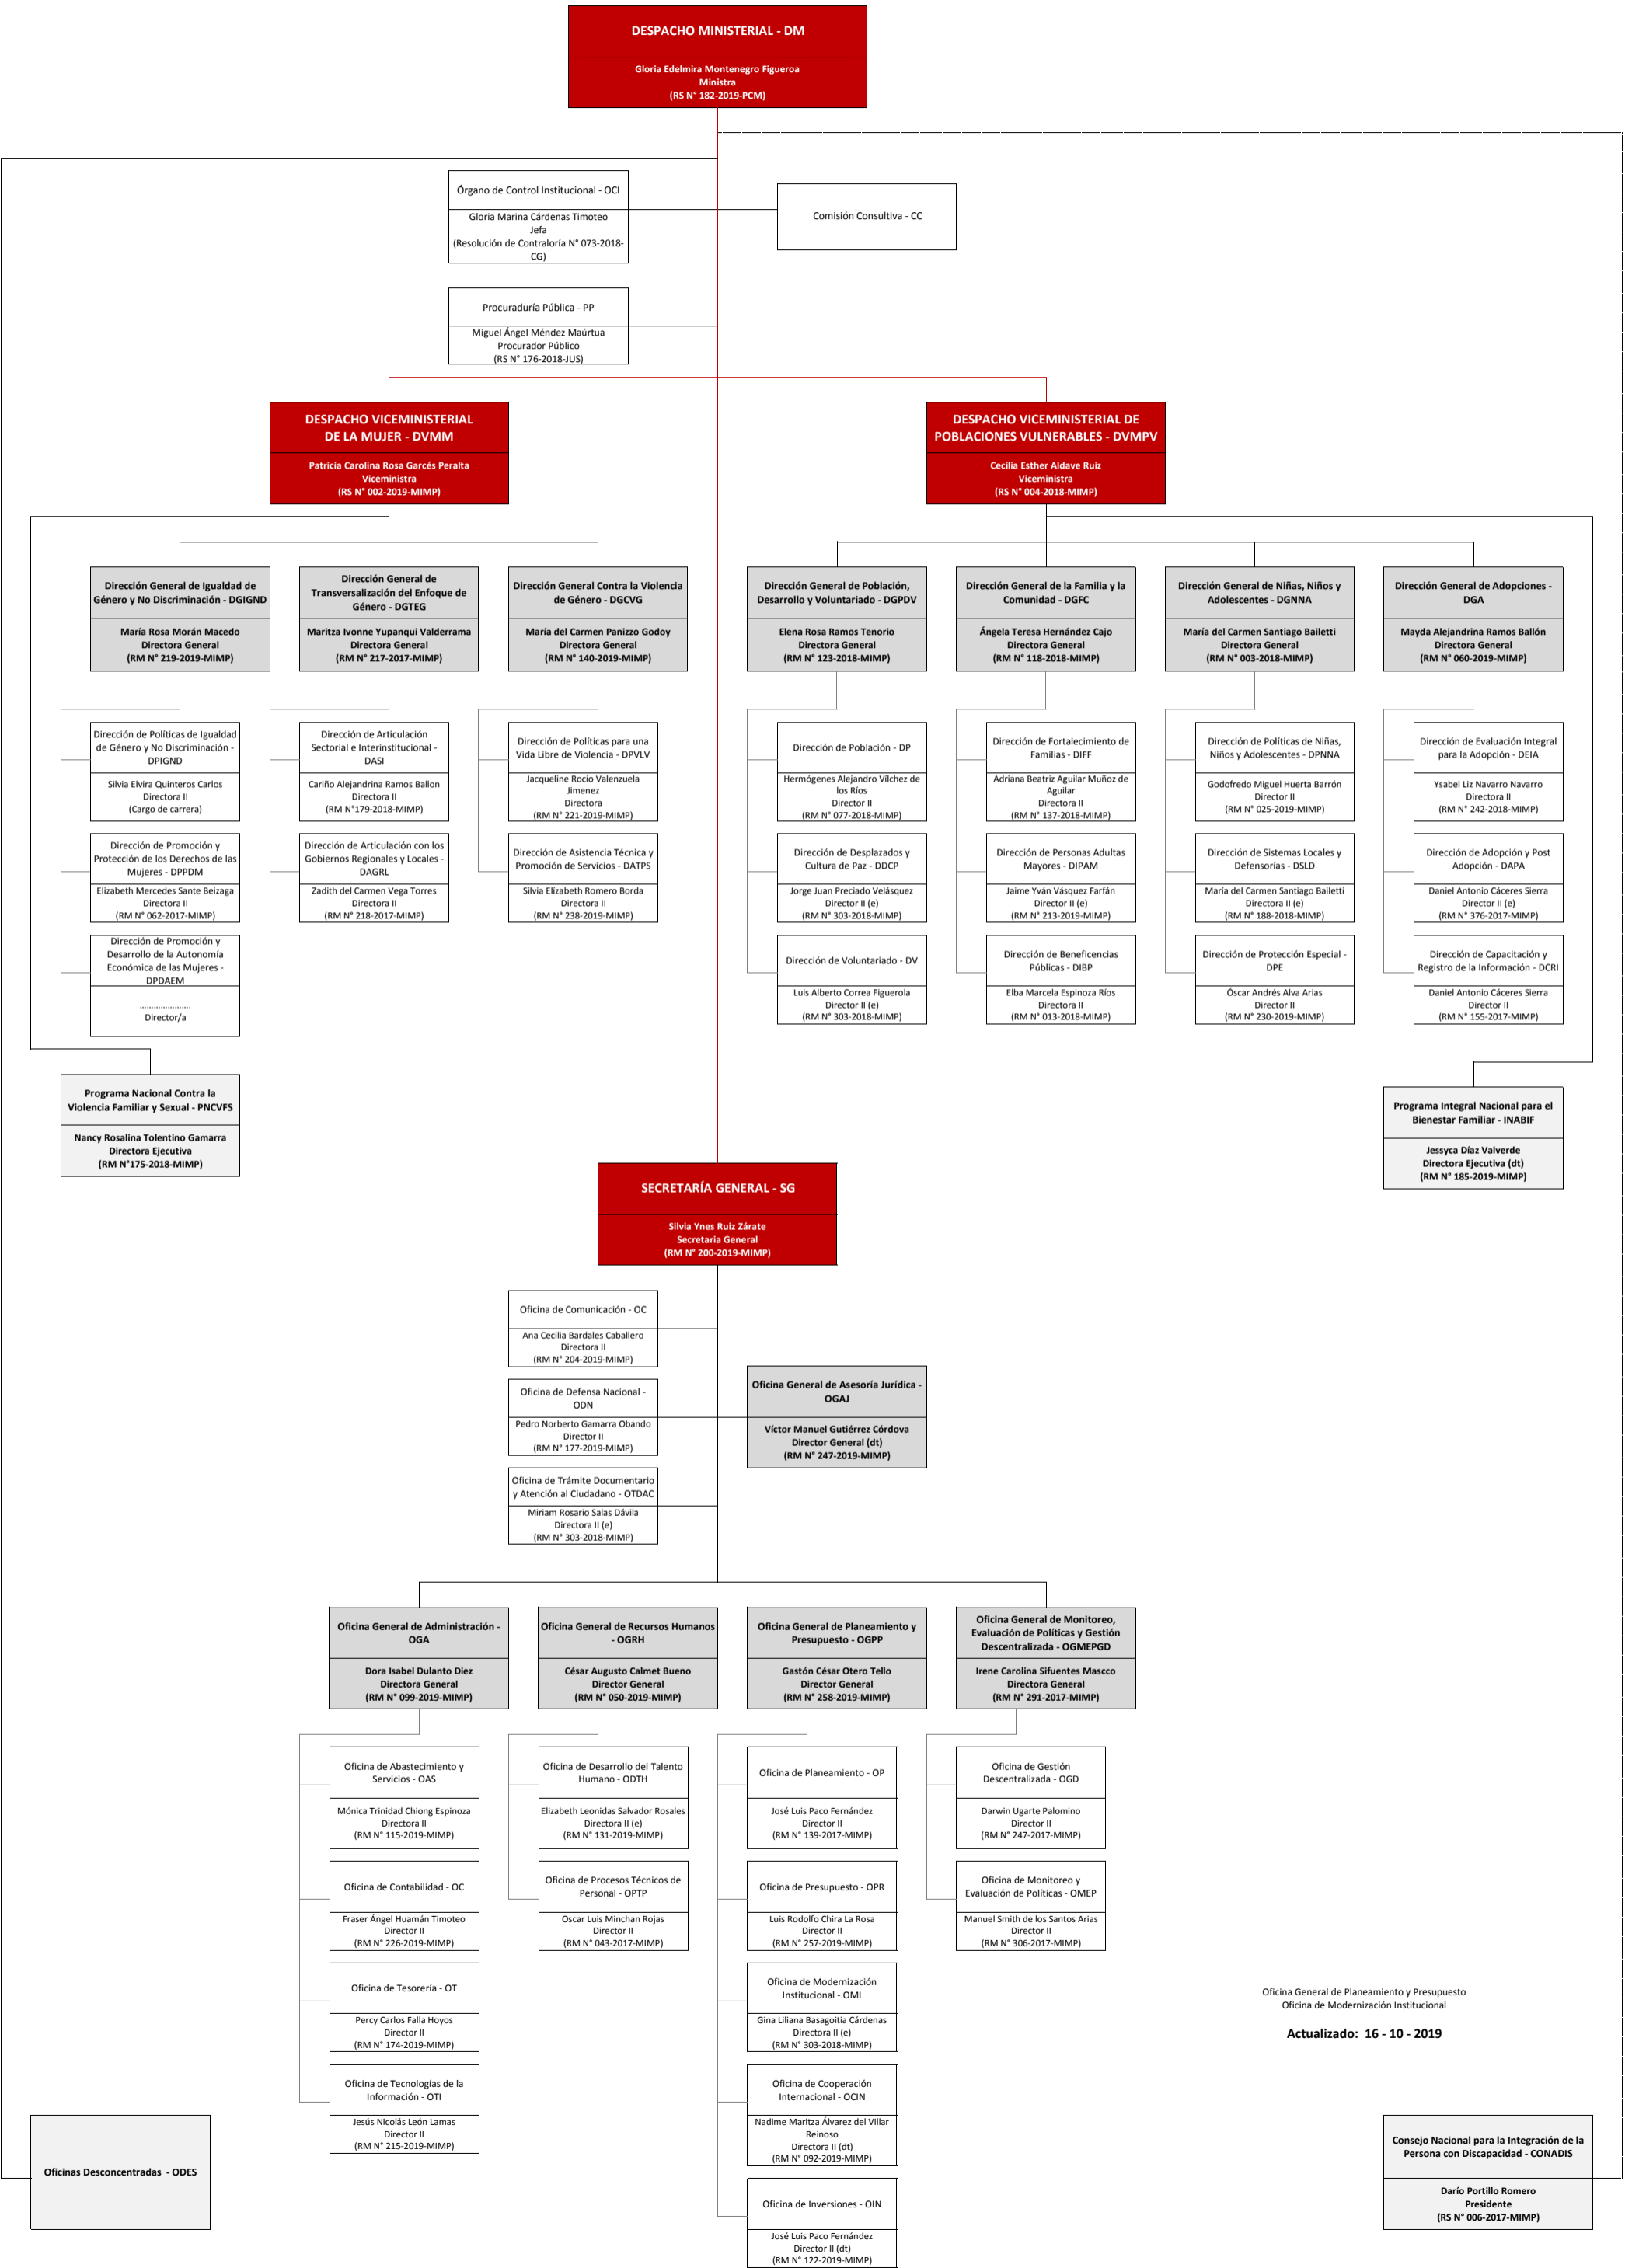 DESPACHO MINISTERIAL - DM
Gloria Edelmira Montenegro Figueroa
Ministra
(RS N° 182-2019-PCM)
Órgano de Control Institucional - OCI
Gloria Marina Cárdenas Timoteo
Jefa
(Resolución de Contraloría N° 073-2018-
CG)
Comisión Consultiva - CC
Procuraduría Pública - PP
Miguel Ángel Méndez Maúrtua
Procurador Público
(RS N° 176-2018-JUS)
DESPACHO VICEMINISTERIAL
DE LA MUJER - DVMM
Patricia Carolina Rosa Garcés Peralta
Viceministra
(RS N° 002-2019-MIMP)
DESPACHO VICEMINISTERIAL DE
POBLACIONES VULNERABLES - DVMPV
Cecilia Esther Aldave Ruiz
Viceministra
(RS N° 004-2018-MIMP)
Dirección General de Igualdad de
Género y No Discriminación - DGIGND
María Rosa Morán Macedo
Directora General
(RM N° 219-2019-MIMP)
Dirección General de
Transversalización del Enfoque de
Género - DGTEG
Maritza Ivonne Yupanqui Valderrama
Directora General
(RM N° 217-2017-MIMP)
Dirección General Contra la Violencia
de Género - DGCVG
María del Carmen Panizzo Godoy
Directora General
(RM N° 140-2019-MIMP)
Dirección General de Población,
Desarrollo y Voluntariado - DGPDV
Elena Rosa Ramos Tenorio
Directora General
(RM N° 123-2018-MIMP)
Dirección General de la Familia y la
Comunidad - DGFC
Ángela Teresa Hernández Cajo
Directora General
(RM N° 118-2018-MIMP)
Dirección General de Niñas, Niños y
Adolescentes - DGNNA
María del Carmen Santiago Bailetti
Directora General
(RM N° 003-2018-MIMP)
Dirección General de Adopciones -
DGA
Mayda Alejandrina Ramos Ballón
Directora General
(RM N° 060-2019-MIMP)
Dirección de Políticas de Igualdad
de Género y No Discriminación -
DPIGND
Silvia Elvira Quinteros Carlos
Directora II
(Cargo de carrera)
Dirección de Articulación
Sectorial e Interinstitucional -
DASI
Cariño Alejandrina Ramos Ballon
Directora II
(RM N°179-2018-MIMP)
Dirección de Políticas para una
Vida Libre de Violencia - DPVLV
Jacqueline Rocío Valenzuela
Jimenez
Directora
(RM N° 221-2019-MIMP)
Dirección de Población - DP
Hermógenes Alejandro Vílchez de
los Ríos
Director II
(RM N° 077-2018-MIMP)
Dirección de Fortalecimiento de
Familias - DIFF
Adriana Beatriz Aguilar Muñoz de
Aguilar
Directora II
(RM N° 137-2018-MIMP)
Dirección de Políticas de Niñas,
Niños y Adolescentes - DPNNA
Godofredo Miguel Huerta Barrón
Director II
(RM N° 025-2019-MIMP)
Dirección de Evaluación Integral
para la Adopción - DEIA
Ysabel Liz Navarro Navarro
Directora II
(RM N° 242-2018-MIMP)
Dirección de Promoción y
Protección de los Derechos de las
Mujeres - DPPDM
Elizabeth Mercedes Sante Beizaga
Directora II
(RM N° 062-2017-MIMP)
Dirección de Articulación con los
Gobiernos Regionales y Locales -
DAGRL
Zadith del Carmen Vega Torres
Directora II
(RM N° 218-2017-MIMP)
Dirección de Asistencia Técnica y
Promoción de Servicios - DATPS
Silvia Elízabeth Romero Borda
Directora II
(RM N° 238-2019-MIMP)
Dirección de Desplazados y
Cultura de Paz - DDCP
Jorge Juan Preciado Velásquez
Director II (e)
(RM N° 303-2018-MIMP)
Dirección de Personas Adultas
Mayores - DIPAM
Jaime Yván Vásquez Farfán
Director II (e)
(RM N° 213-2019-MIMP)
Dirección de Sistemas Locales y
Defensorías - DSLD
María del Carmen Santiago Bailetti
Directora II (e)
(RM N° 188-2018-MIMP)
Dirección de Adopción y Post
Adopción - DAPA
Daniel Antonio Cáceres Sierra
Director II (e)
(RM N° 376-2017-MIMP)
Dirección de Promoción y
Desarrollo de la Autonomía
Económica de las Mujeres -
DPDAEM
......................
Director/a
Dirección de Voluntariado - DV
Luis Alberto Correa Figuerola
Director II (e)
(RM N° 303-2018-MIMP)
Dirección de Beneficencias
Públicas - DIBP
Elba Marcela Espinoza Ríos
Directora II
(RM N° 013-2018-MIMP)
Dirección de Protección Especial -
DPE
Óscar Andrés Alva Arias
Director II
(RM N° 230-2019-MIMP)
Dirección de Capacitación y
Registro de la Información - DCRI
Daniel Antonio Cáceres Sierra
Director II
(RM N° 155-2017-MIMP)
Programa Nacional Contra la
Violencia Familiar y Sexual - PNCVFS
Nancy Rosalina Tolentino Gamarra
Directora Ejecutiva
(RM N°175-2018-MIMP)
Programa Integral Nacional para el
Bienestar Familiar - INABIF
Jessyca Díaz Valverde
Directora Ejecutiva (dt)
(RM N° 185-2019-MIMP)
SECRETARÍA GENERAL - SG
Silvia Ynes Ruiz Zárate
Secretaria General
(RM N° 200-2019-MIMP)
Oficina de Comunicación - OC
Ana Cecilia Bardales Caballero
Directora II
(RM N° 204-2019-MIMP)
Oficina de Defensa Nacional -
ODN
Pedro Norberto Gamarra Obando
Director II
(RM N° 177-2019-MIMP)
Oficina General de Asesoría Jurídica -
OGAJ
Víctor Manuel Gutiérrez Córdova
Director General (dt)
(RM N° 247-2019-MIMP)
Oficina de Trámite Documentario
y Atención al Ciudadano - OTDAC
Miriam Rosario Salas Dávila
Directora II (e)
(RM N° 303-2018-MIMP)
Oficina General de Administración -
OGA
Dora Isabel Dulanto Diez
Directora General
(RM N° 099-2019-MIMP)
Oficina General de Recursos Humanos
- OGRH
César Augusto Calmet Bueno
Director General
(RM N° 050-2019-MIMP)
Oficina General de Planeamiento y
Presupuesto - OGPP
Gastón César Otero Tello
Director General
(RM N° 258-2019-MIMP)
Oficina General de Monitoreo,
Evaluación de Políticas y Gestión
Descentralizada - OGMEPGD
Irene Carolina Sifuentes Mascco
Directora General
(RM N° 291-2017-MIMP)
Oficina de Abastecimiento y
Servicios - OAS
Mónica Trinidad Chiong Espinoza
Directora II
(RM N° 115-2019-MIMP)
Oficina de Desarrollo del Talento
Humano - ODTH
Elizabeth Leonidas Salvador Rosales
Directora II (e)
(RM N° 131-2019-MIMP)
Oficina de Planeamiento - OP
José Luis Paco Fernández
Director II
(RM N° 139-2017-MIMP)
Oficina de Gestión
Descentralizada - OGD
Darwin Ugarte Palomino
Director II
(RM N° 247-2017-MIMP)
Oficina de Contabilidad - OC
Fraser Ángel Huamán Timoteo
Director II
(RM N° 226-2019-MIMP)
Oficina de Procesos Técnicos de
Personal - OPTP
Oscar Luis Minchan Rojas
Director II
(RM N° 043-2017-MIMP)
Oficina de Presupuesto - OPR
Luis Rodolfo Chira La Rosa
Director II
(RM N° 257-2019-MIMP)
Oficina de Monitoreo y
Evaluación de Políticas - OMEP
Manuel Smith de los Santos Arias
Director II
(RM N° 306-2017-MIMP)
Oficina de Tesorería - OT
Percy Carlos Falla Hoyos
Director II
(RM N° 174-2019-MIMP)
Oficina de Modernización
Institucional - OMI
Gina Liliana Basagoitia Cárdenas
Directora II (e)
(RM N° 303-2018-MIMP)
Oficina General de Planeamiento y Presupuesto
Oficina de Modernización Institucional
Actualizado: 16 - 10 - 2019
Oficina de Tecnologías de la
Información - OTI
Jesús Nicolás León Lamas
Director II
(RM N° 215-2019-MIMP)
Oficina de Cooperación
Internacional - OCIN
Nadime Maritza Álvarez del Villar
Reinoso
Directora II (dt)
(RM N° 092-2019-MIMP)
Oficinas Desconcentradas - ODES
Consejo Nacional para la Integración de la
Persona con Discapacidad - CONADIS
Darío Portillo Romero
Presidente
(RS N° 006-2017-MIMP)
Oficina de Inversiones - OIN
José Luis Paco Fernández
Director II (dt)
(RM N° 122-2019-MIMP)